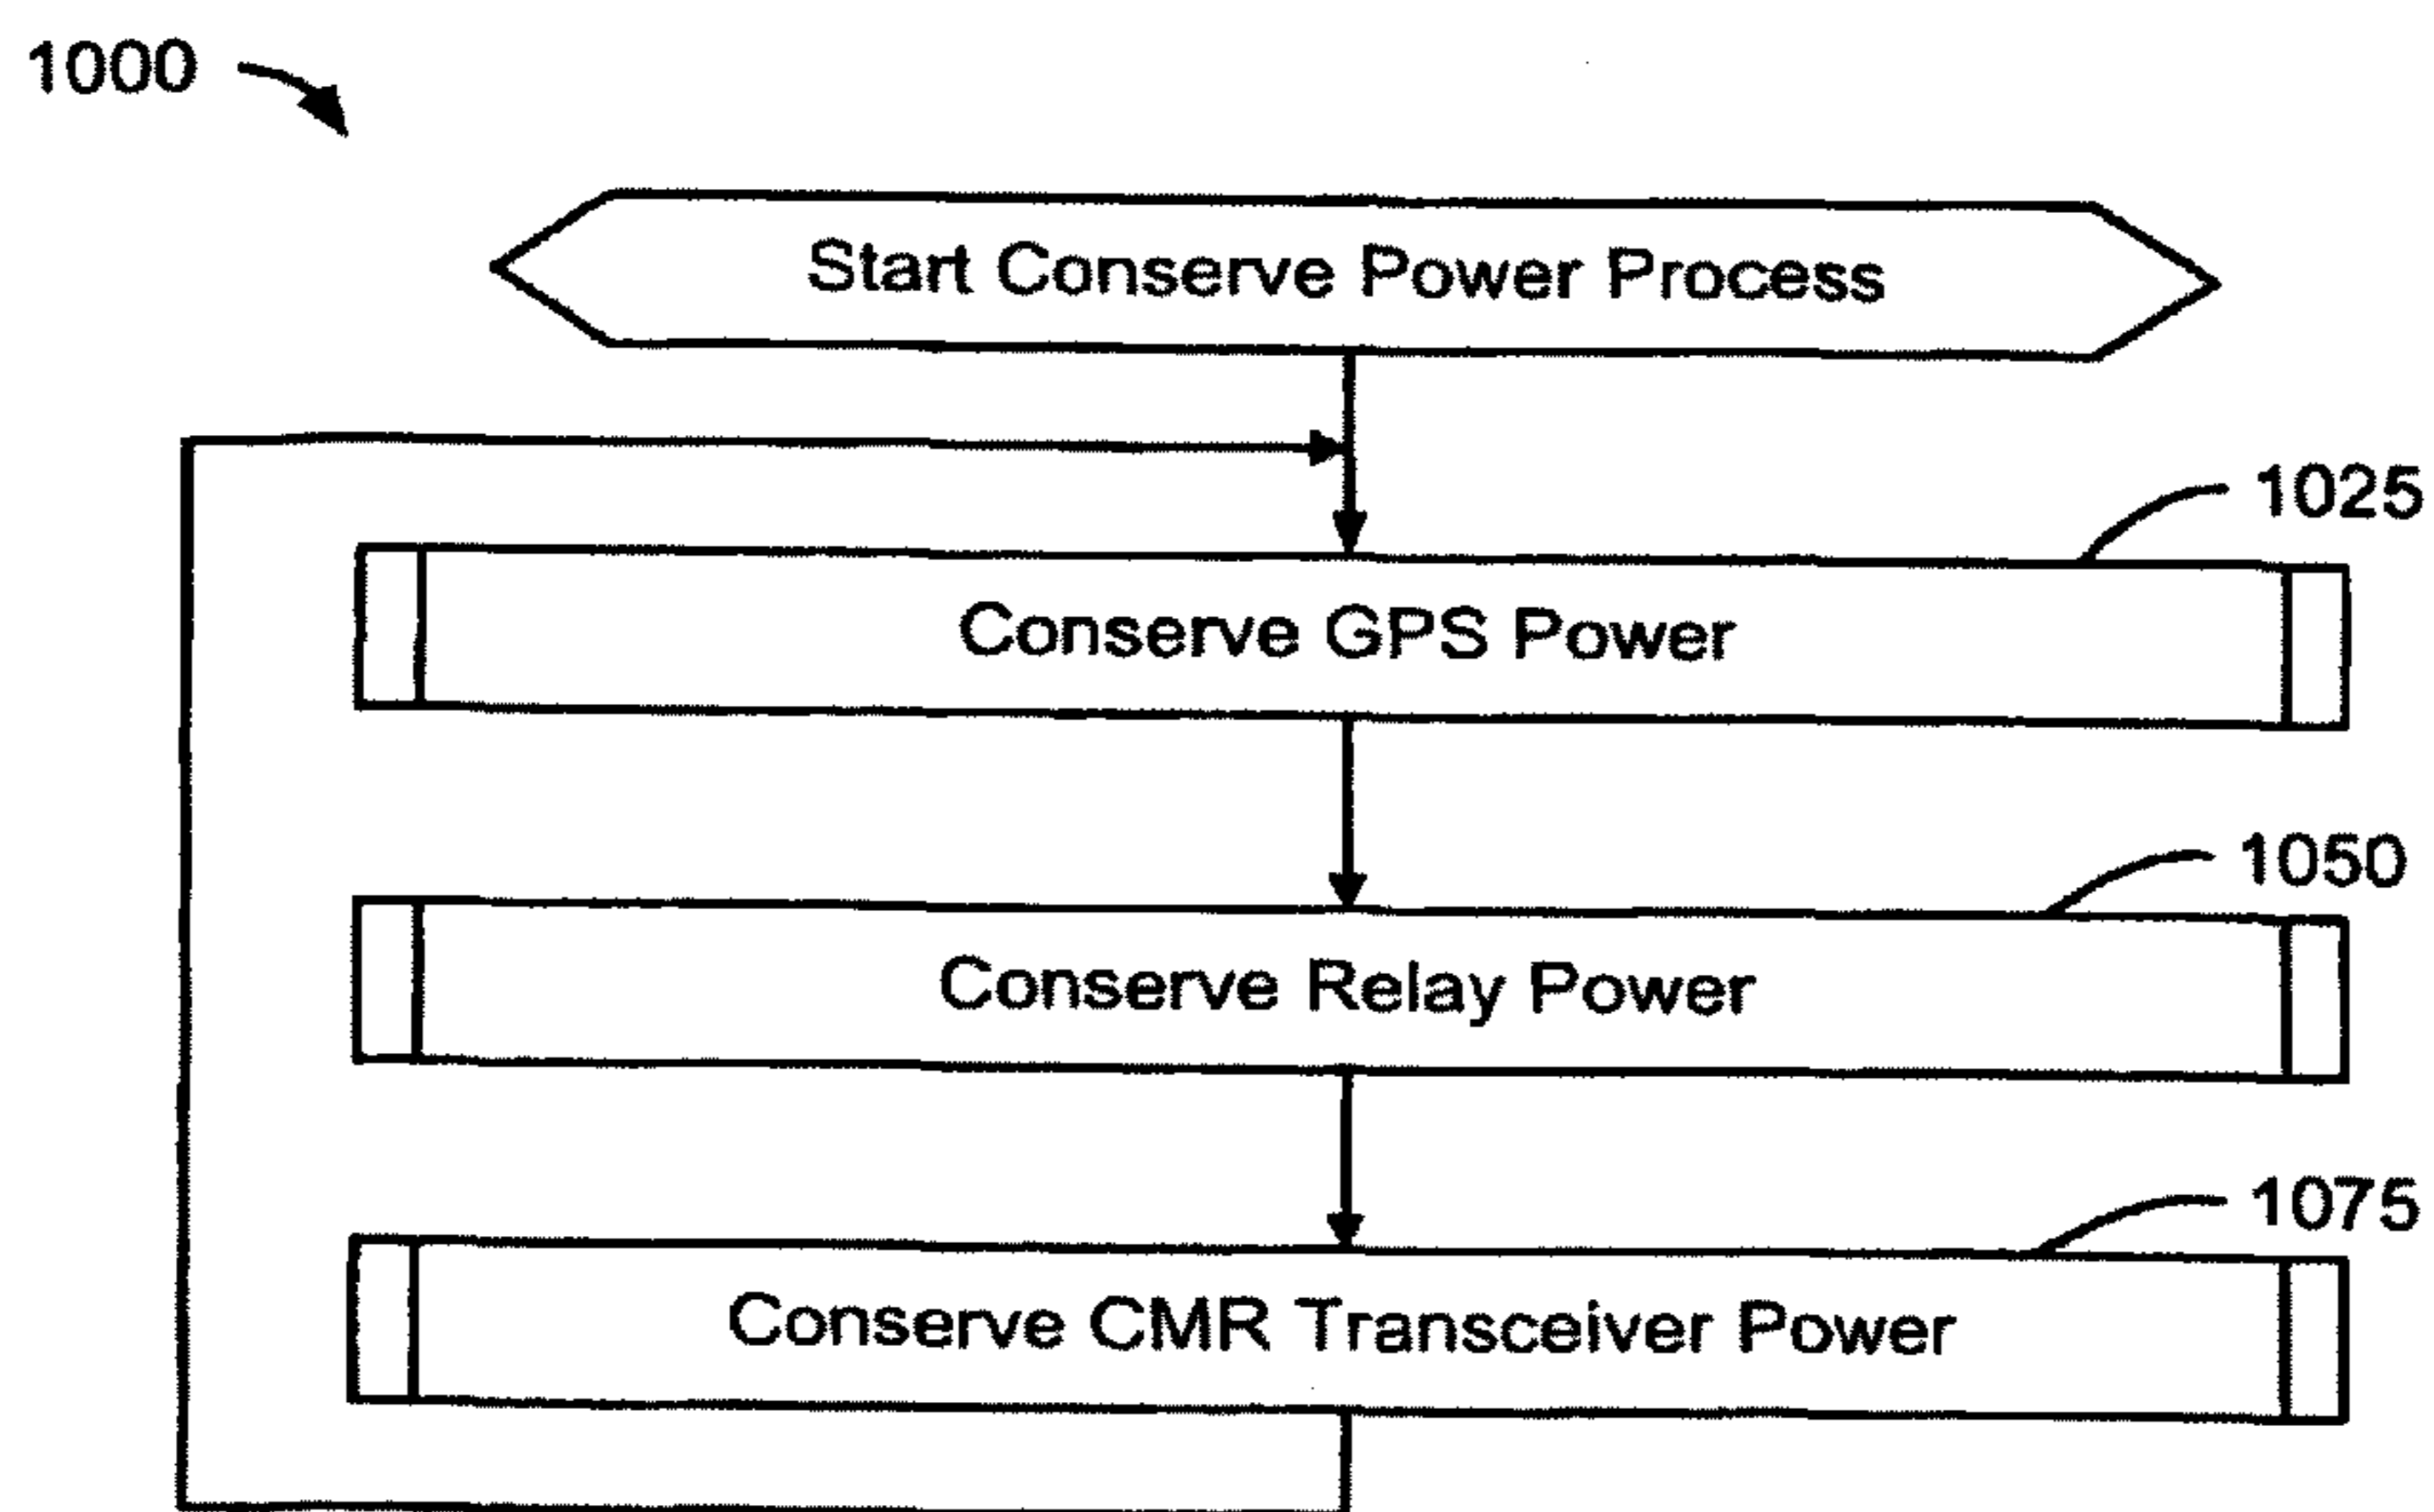 1000
Start Conserve Power Process
1025
Conserve GPS Power
1050
Conserve Relay Power
1075
Conserve CMR Transceiver Power